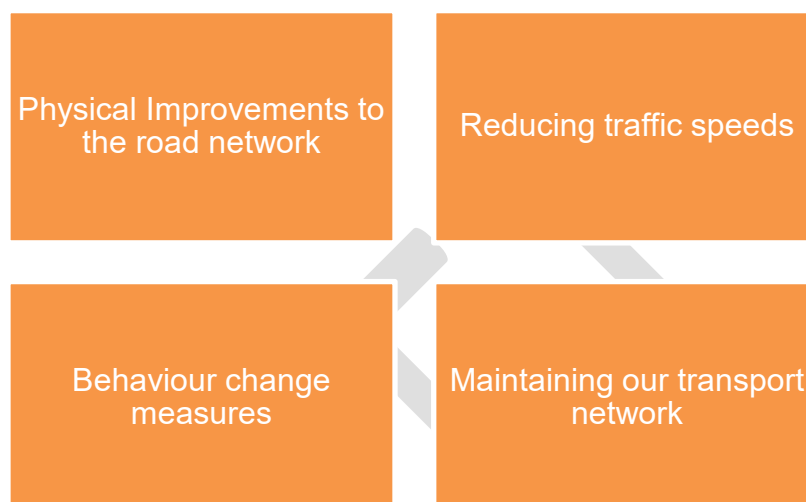 Physical Improvements to
the road network
Reducing traffic speeds
Behaviour change
measures
Maintaining our transport
network